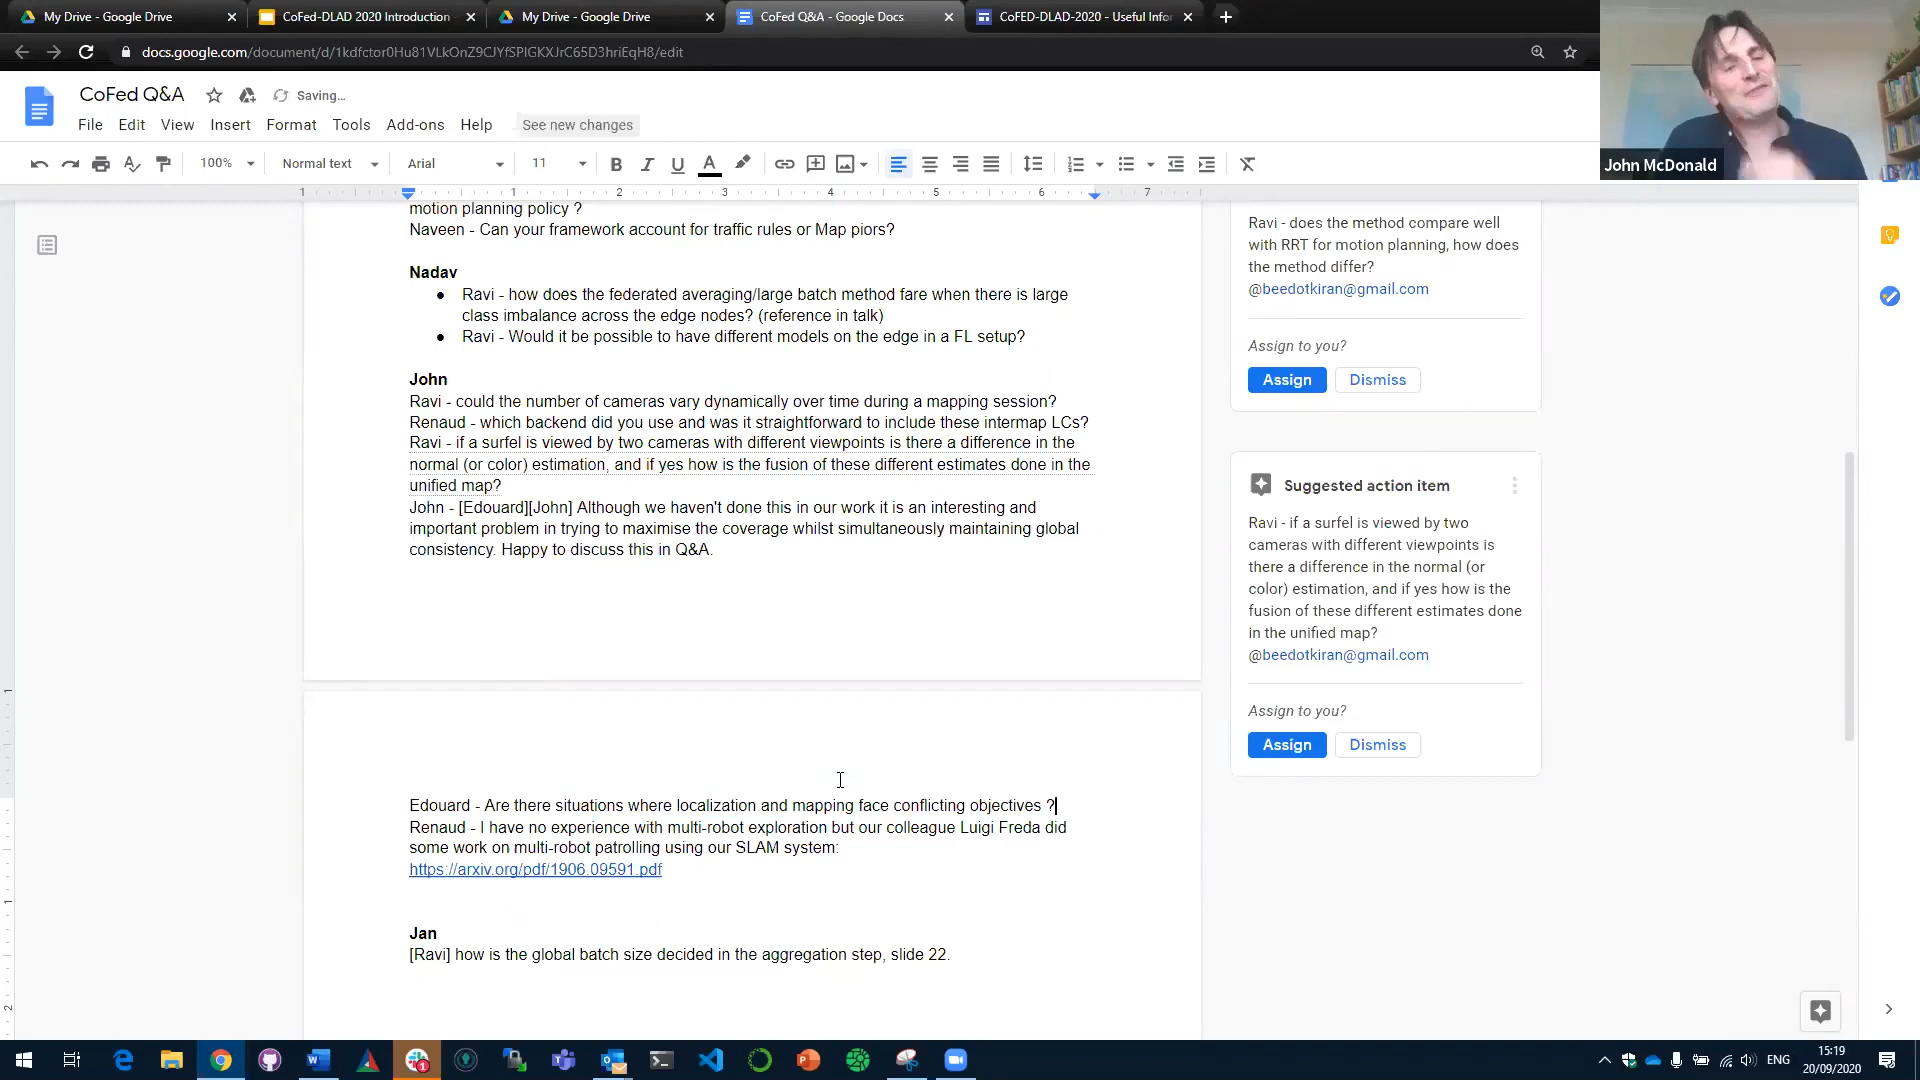 My Drive - Google Drive
CoFed-DLAD 2020 Introduction
My Drive - Google Drive
CoFed Q&A - Google Docs
CoFED-DLAD-2020 - Useful Infor
docs.google.com/document/d/1kdfctor0Hu81VLkOnZ9CJYfSPlGKXJrC65D3hriEqH8/edit
CoFed Q&A
Saving...
File Edit View Insert Format Tools Add-ons Help See new changes
100% Normal text Arial 11 B I U A
John McDonald
1 1 2 3 4 5 6 7
motion planning policy ?
Naveen - Can your framework account for traffic rules or Map piors?
Nadav
● Ravi - how does the federated averaging/large batch method fare when there is large
class imbalance across the edge nodes? (reference in talk)
● Ravi - Would it be possible to have different models on the edge in a FL setup?
John
Ravi - could the number of cameras vary dynamically over time during a mapping session?
Renaud - which backend did you use and was it straightforward to include these intermap LCs?
Ravi - if a surfel is viewed by two cameras with different viewpoints is there a difference in the
normal (or color) estimation, and if yes how is the fusion of these different estimates done in the
unified map?
John - [Edouard][John] Although we haven't done this in our work it is an interesting and
important problem in trying to maximise the coverage whilst simultaneously maintaining global
consistency. Happy to discuss this in Q&A.
Edouard - Are there situations where localization and mapping face conflicting objectives ?
Renaud - I have no experience with multi-robot exploration but our colleague Luigi Freda did
some work on multi-robot patrolling using our SLAM system:
https://arxiv.org/pdf/1906.09591.pdf
Jan
[Ravi] how is the global batch size decided in the aggregation step, slide 22.
Ravi - does the method compare well
with RRT for motion planning, how does
the method differ?
@beedotkiran@gmail.com
Assign to you?
Assign Dismiss
Suggested action item
Ravi - if a surfel is viewed by two
cameras with different viewpoints is
there a difference in the normal (or
color) estimation, and if yes how is the
fusion of these different estimates done
in the unified map?
@beedotkiran@gmail.com
Assign to you?
Assign Dismiss
1
1
2
ENG
15:19
20/09/2020